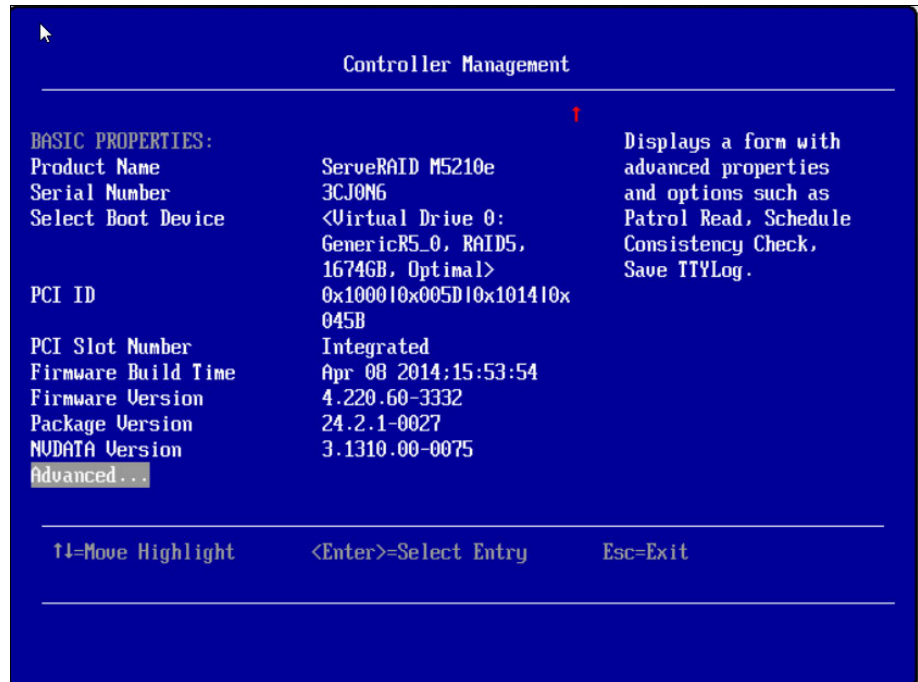 Controller Management
↑
BASIC PROPERTIES:
Product Name ServeRAID M5210e
Serial Number 3CJ0N6
Select Boot Device <Virtual Drive 0:
GenericR5_0, RAID5,
1674GB, Optimal>
PCI ID 0x1000|0x005D|0x1014|0x
045B
PCI Slot Number Integrated
Firmware Build Time Apr 08 2014;15:53:54
Firmware Version 4.220.60-3332
Package Version 24.2.1-0027
NVDATA Version 3.1310.00-0075
Advanced...
Displays a form with
advanced properties
and options such as
Patrol Read, Schedule
Consistency Check,
Save TTYLog.
↑↓=Move Highlight <Enter>=Select Entry Esc=Exit